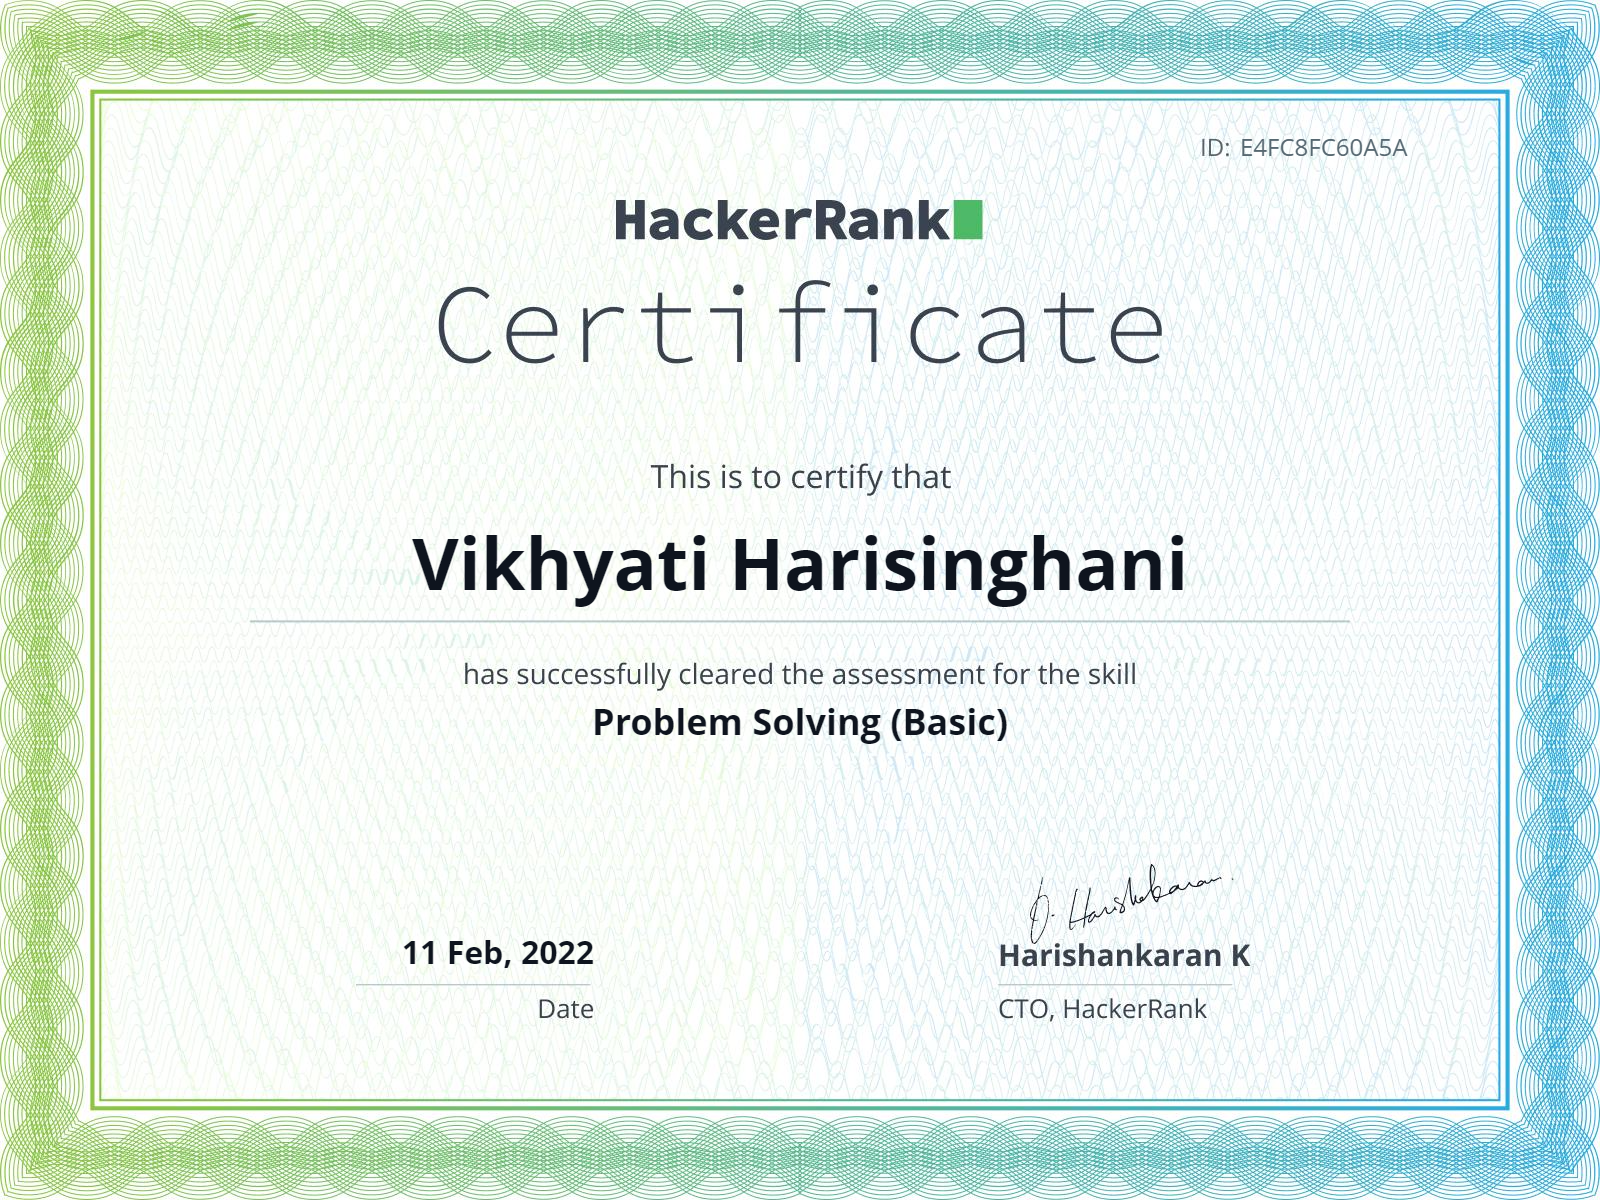 ID: E4FC8FC60A5A
HackerRank
Certificate
This is to certify that
Vikhyati Harisinghani
has successfully cleared the assessment for the skill
Problem Solving (Basic)
11 Feb, 2022
Date
Harishankaran K
CTO, HackerRank